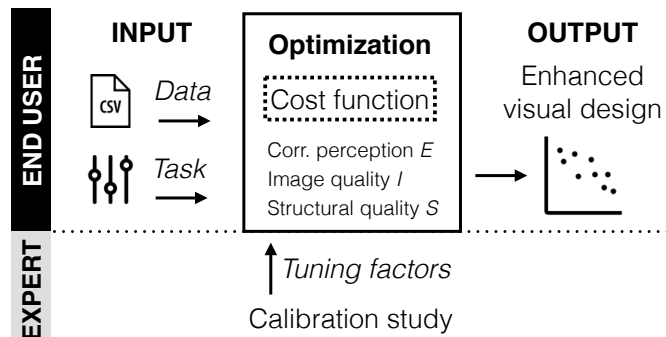 END USER
INPUT
CSV
Data
Task
Optimization
Cost function
Corr. perception E
Image quality I
Structural quality S
OUTPUT
Enhanced
visual design
EXPERT
Tuning factors
Calibration study